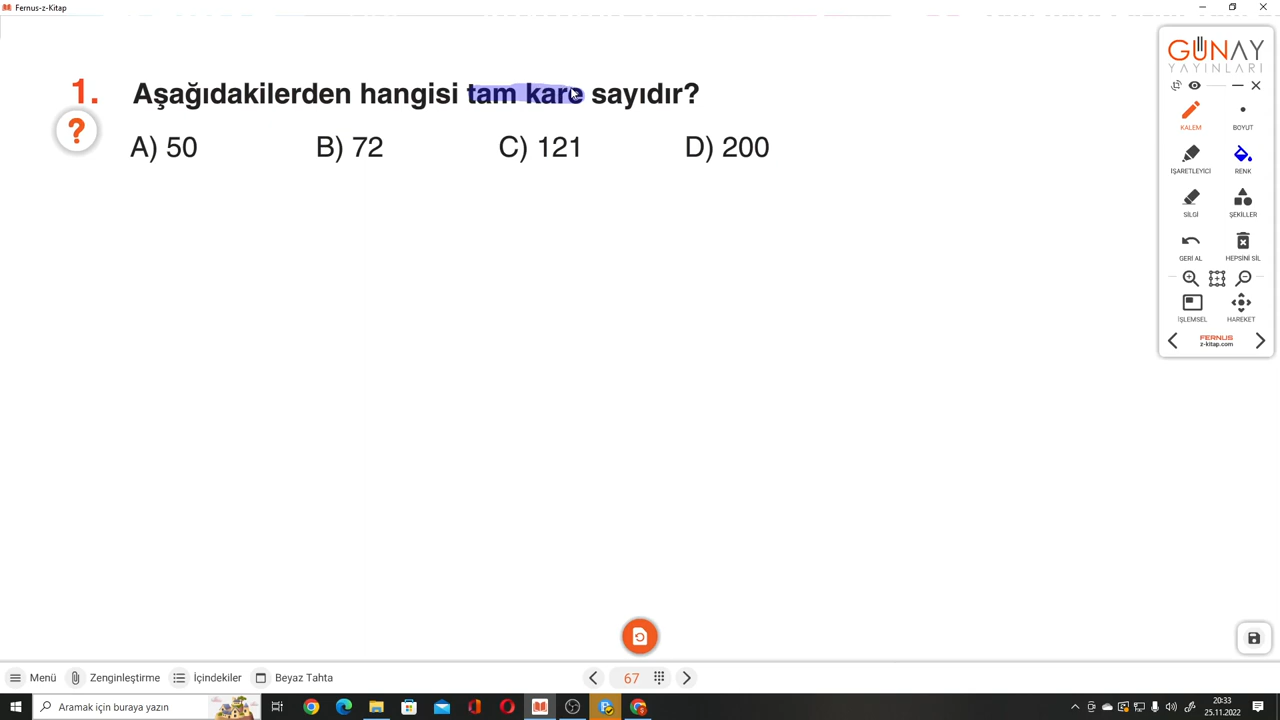 Fernus-z-Kitap
1. Aşağıdakilerden hangisi tam kare sayıdır?
?
A) 50 B) 72 C) 121 D) 200
GÜNAY
YAYINLARI
KALEM BOYUT
İŞARETLEYİCİ RENK
SİLGİ ŞEKİLLER
GERİ AL HEPSİNİ SİL
İŞLEMSEL HAREKET
FERNUS
z-kitap.com
Menü Zenginleştirme İçindekiler Beyaz Tahta 67
Aramak için buraya yazın
20:33
25.11.2022